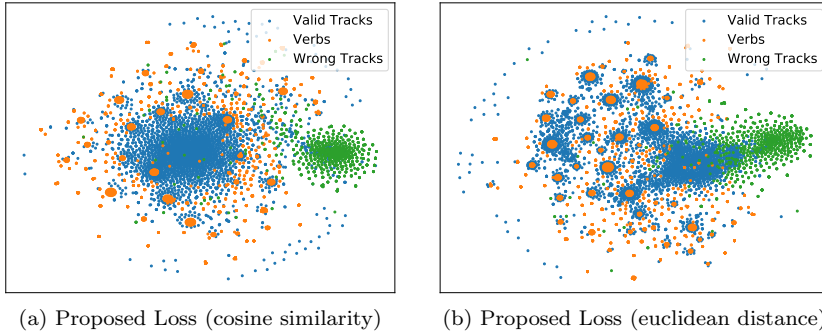 Valid Tracks
Verbs
Wrong Tracks
Valid Tracks
Verbs
Wrong Tracks
(a) Proposed Loss (cosine similarity)
(b) Proposed Loss (euclidean distance)